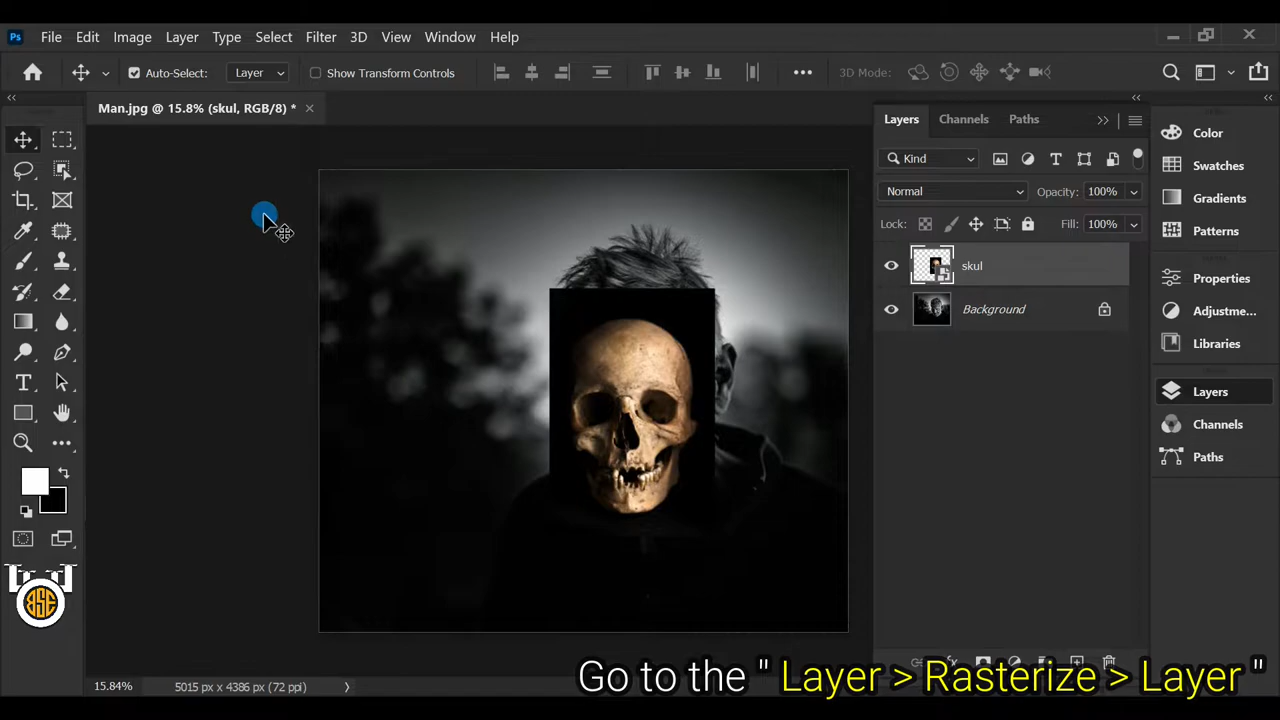 Ps File Edit Image Layer Type Select Filter 3D View Window Help
Auto-Select: Layer Show Transform Controls 3D Mode:
Man.jpg @ 15.8% (skul, RGB/8) *
Layers Channels Paths
Kind
Normal Opacity: 100%
Lock: Fill: 100%
skul
Background
Color
Swatches
Gradients
Patterns
Properties
Adjustme...
Libraries
Layers
Channels
Paths
BSE
15.84% 5015 px x 4386 px (72 ppi)
Go to the " Layer > Rasterize > Layer "